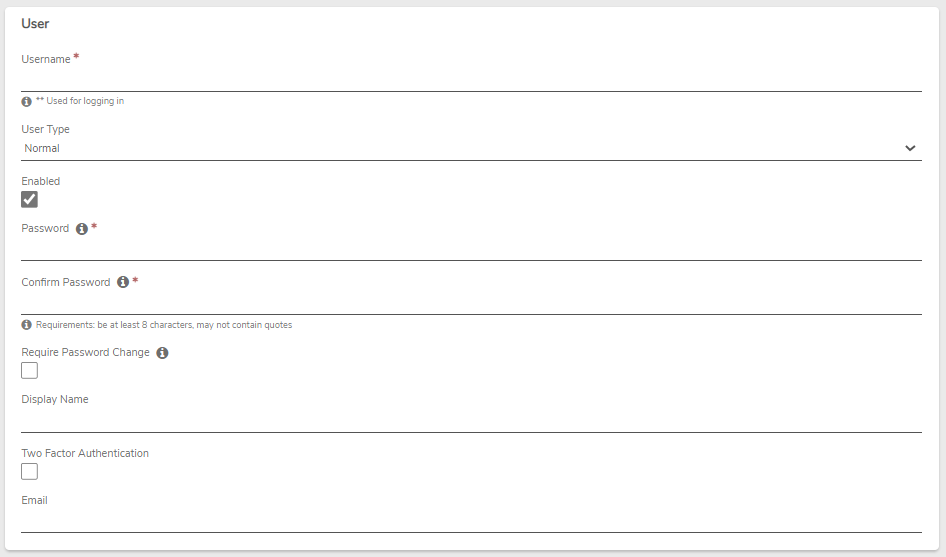 User
Username *
** Used for logging in
User Type
Normal
Enabled
Password *
Confirm Password *
Requirements: be at least 8 characters, may not contain quotes
Require Password Change
Display Name
Two Factor Authentication
Email